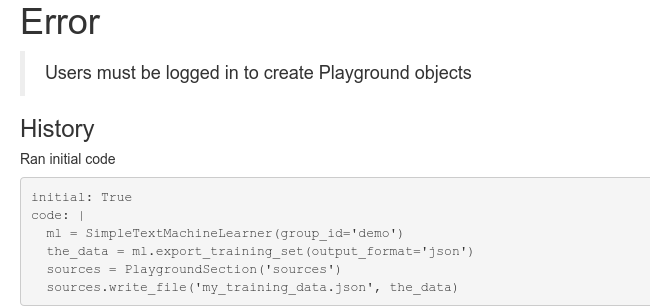 Error
Users must be logged in to create Playground objects
History
Ran initial code
initial: True
code: |
  ml = SimpleTextMachineLearner(group_id='demo')
  the_data = ml.export_training_set(output_format='json')
  sources = PlaygroundSection('sources')
  sources.write_file('my_training_data.json', the_data)